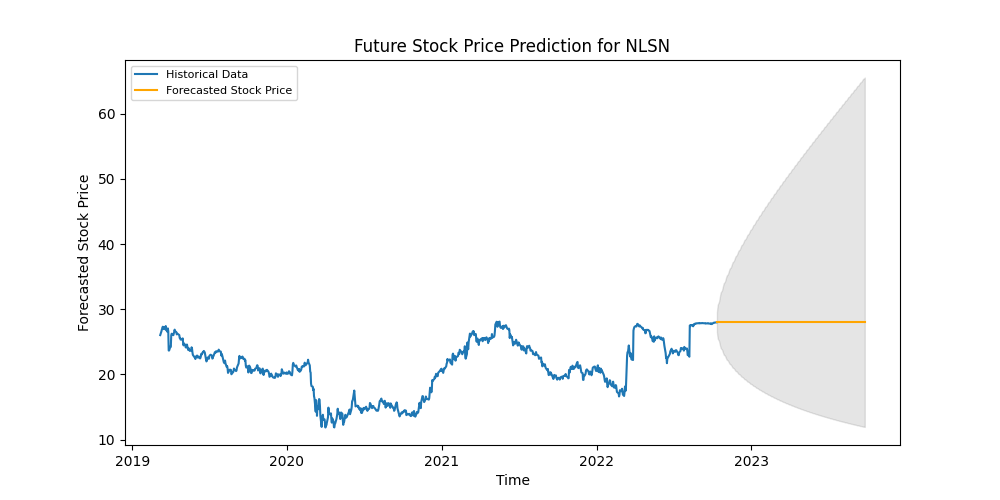 Future Stock Price Prediction for NLSN
Historical Data
Forecasted Stock Price
60
50
40
30
20
10
Forecasted Stock Price
2019
2020
2021
2022
2023
Time